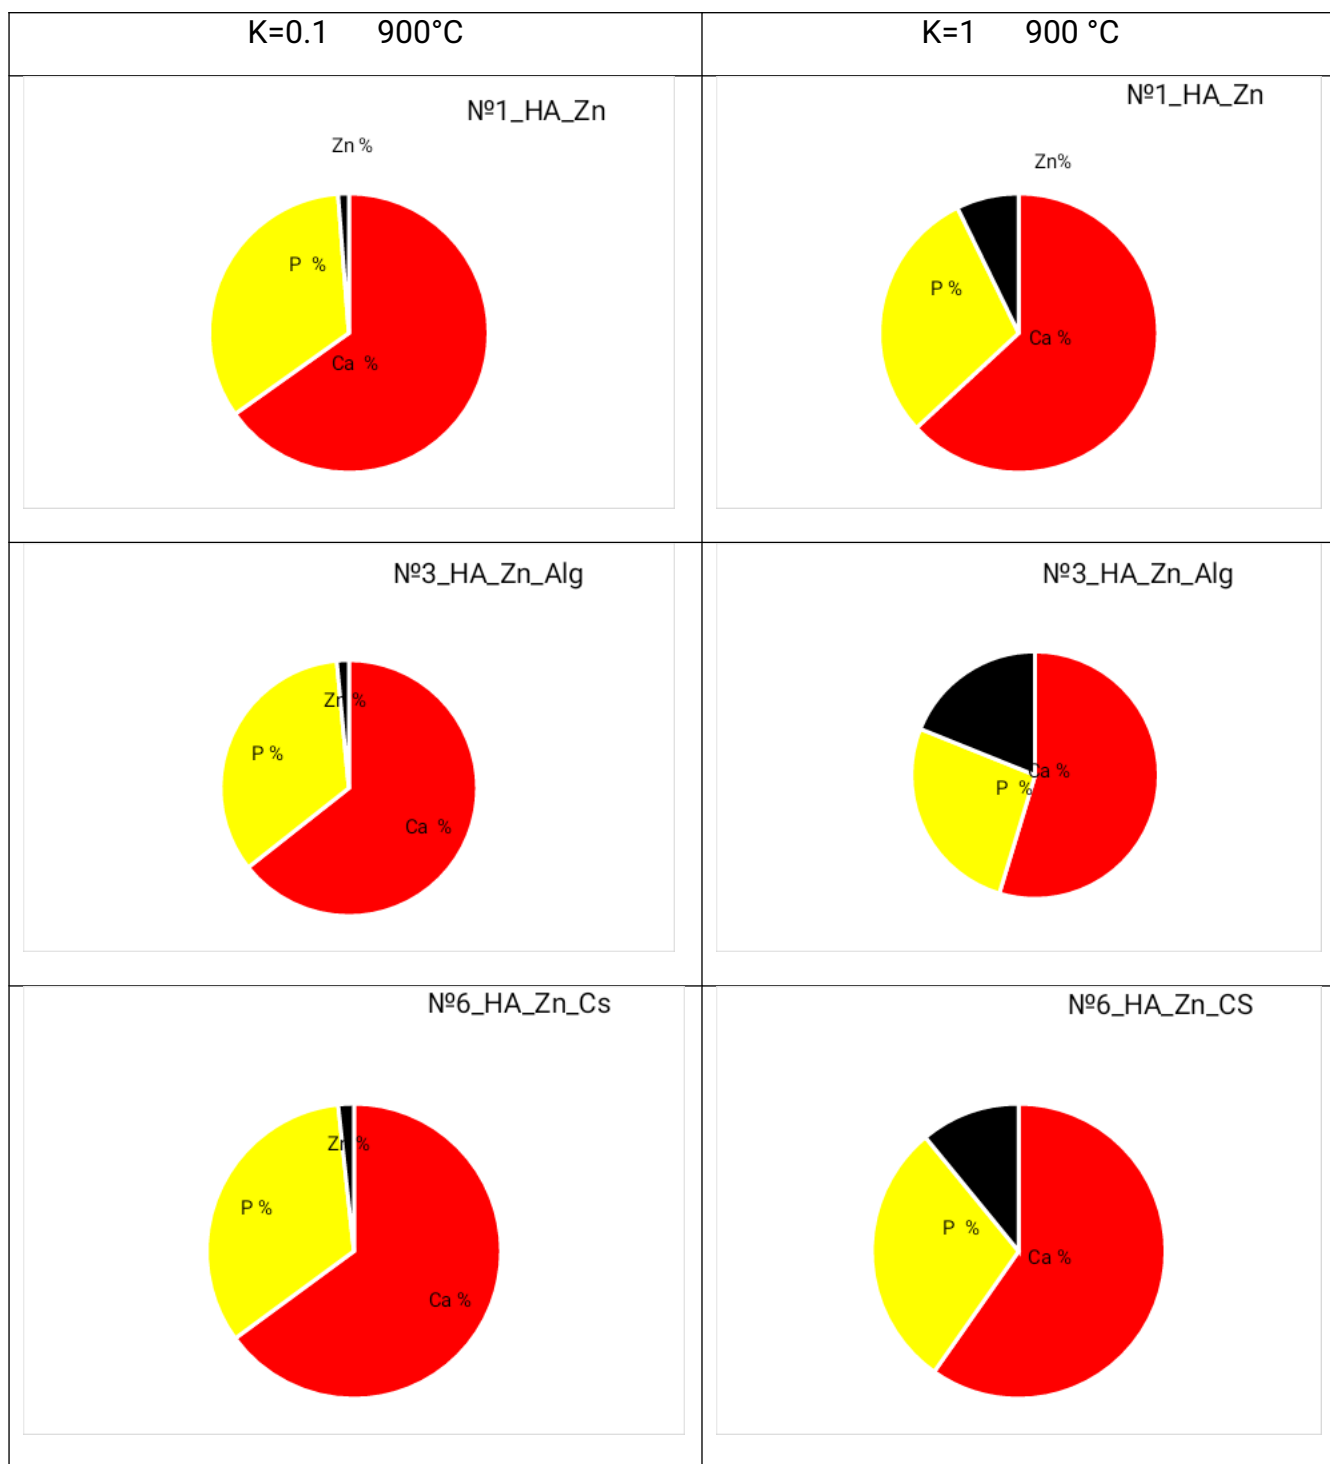 K=0.1 900°C
K=1 900 °C
№1_HA_Zn
Zn %
P %
Ca %
№1_HA_Zn
Zn%
P %
Ca %
№3_HA_Zn_Alg
Zn %
P %
Ca %
№3_HA_Zn_Alg
Ca %
P %
№6_HA_Zn_Cs
Zn %
P %
Ca %
№6_HA_Zn_CS
P %
Ca %